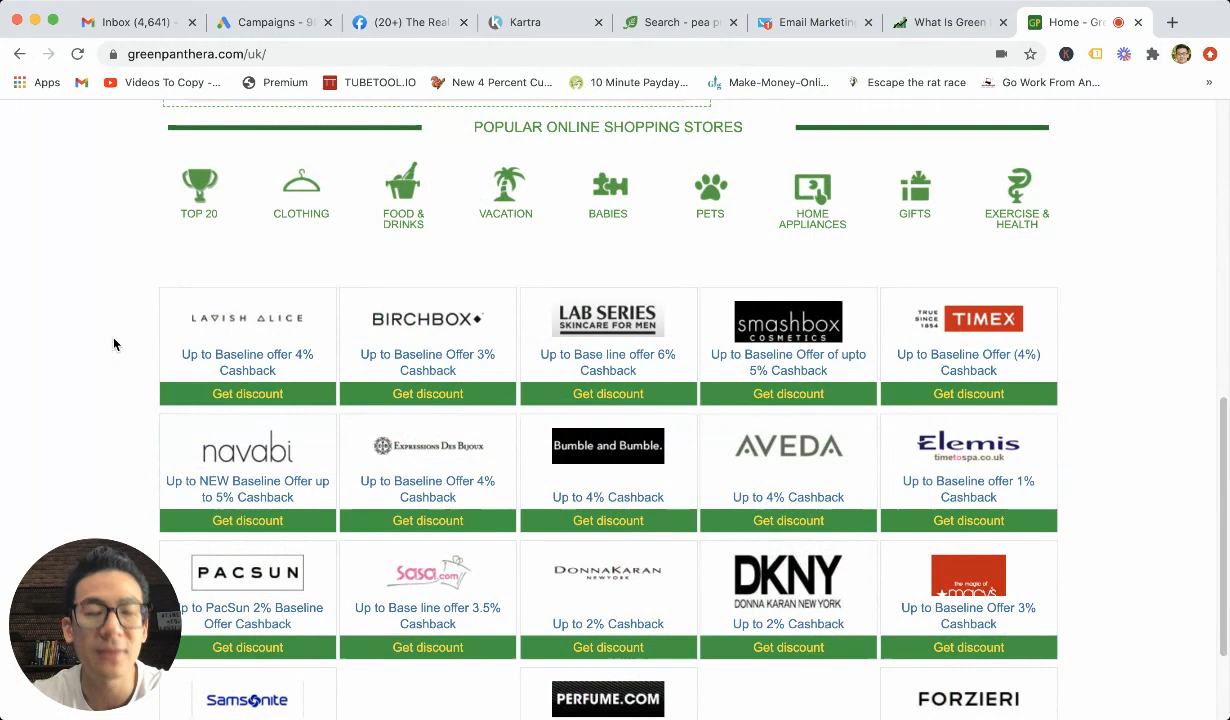 Inbox (4,641) -
Campaigns - 9
(20+) The Real
Kartra
Search - pea p
Email Marketing
What Is Green
Home - Gre
greenpanthera.com/uk/
Apps
Videos To Copy -...
Premium
TUBETOOL.IO
New 4 Percent Cu...
10 Minute Payday...
Make-Money-Onli...
Escape the rat race
Go Work From An...
»
POPULAR ONLINE SHOPPING STORES
TOP 20
CLOTHING
FOOD &
DRINKS
VACATION
BABIES
PETS
HOME
APPLIANCES
GIFTS
EXERCISE &
HEALTH
LAVISH ALICE
BIRCHBOX
LAB SERIES
SKINCARE FOR MEN
smashbox
COSMETICS
TRUE
SINCE
1854
TIMEX
Up to Baseline offer 4%
Cashback
Up to Baseline Offer 3%
Cashback
Up to Base line offer 6%
Cashback
Up to Baseline Offer of upto
5% Cashback
Up to Baseline Offer (4%)
Cashback
Get discount
Get discount
Get discount
Get discount
Get discount
navabi
EXPRESSIONS DES BIJOUX
Bumble and Bumble.
AVEDA
Elemis
timetospa.co.uk
Up to NEW Baseline Offer up
to 5% Cashback
Up to Baseline Offer 4%
Cashback
Up to 4% Cashback
Up to 4% Cashback
Up to Baseline offer 1%
Cashback
Get discount
Get discount
Get discount
Get discount
Get discount
PACSUN
Sasa.com
DONNAKARAN
NEWYORK
DKNY
DONNA KARAN NEW YORK
the magic of
macy's
p to PacSun 2% Baseline
Offer Cashback
Up to Base line offer 3.5%
Cashback
Up to 2% Cashback
Up to 2% Cashback
Up to Baseline Offer 3%
Cashback
Get discount
Get discount
Get discount
Get discount
Get discount
Samsonite
PERFUME.COM
FORZIERI